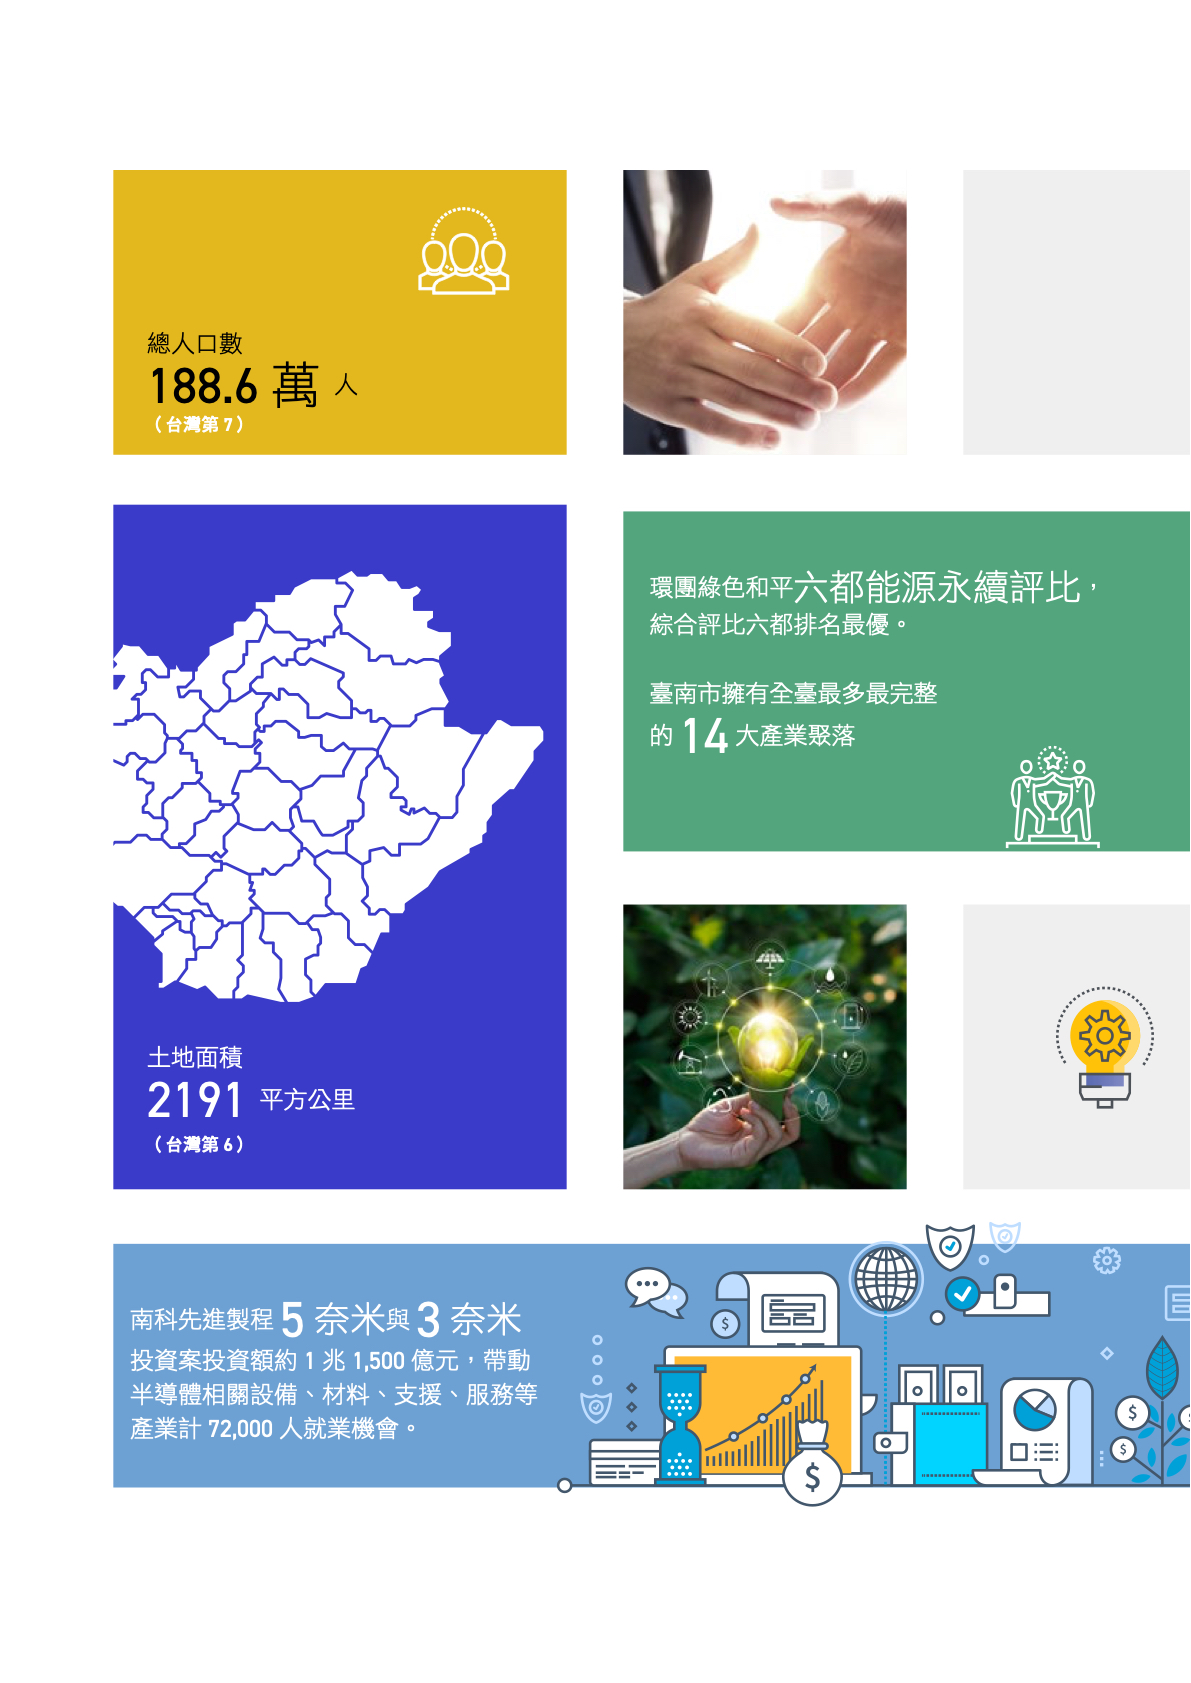 總人口數
188.6 萬 人
（台灣第 7）
環團綠色和平六都能源永續評比，
綜合評比六都排名最優。
臺南市擁有全臺最多最完整
的 14 大產業聚落
土地面積
2191 平方公里
（台灣第 6）
南科先進製程 5 奈米與 3 奈米
投資案投資額約 1 兆 1,500 億元，帶動
半導體相關設備、材料、支援、服務等
產業計 72,000 人就業機會。
$
$
$
$